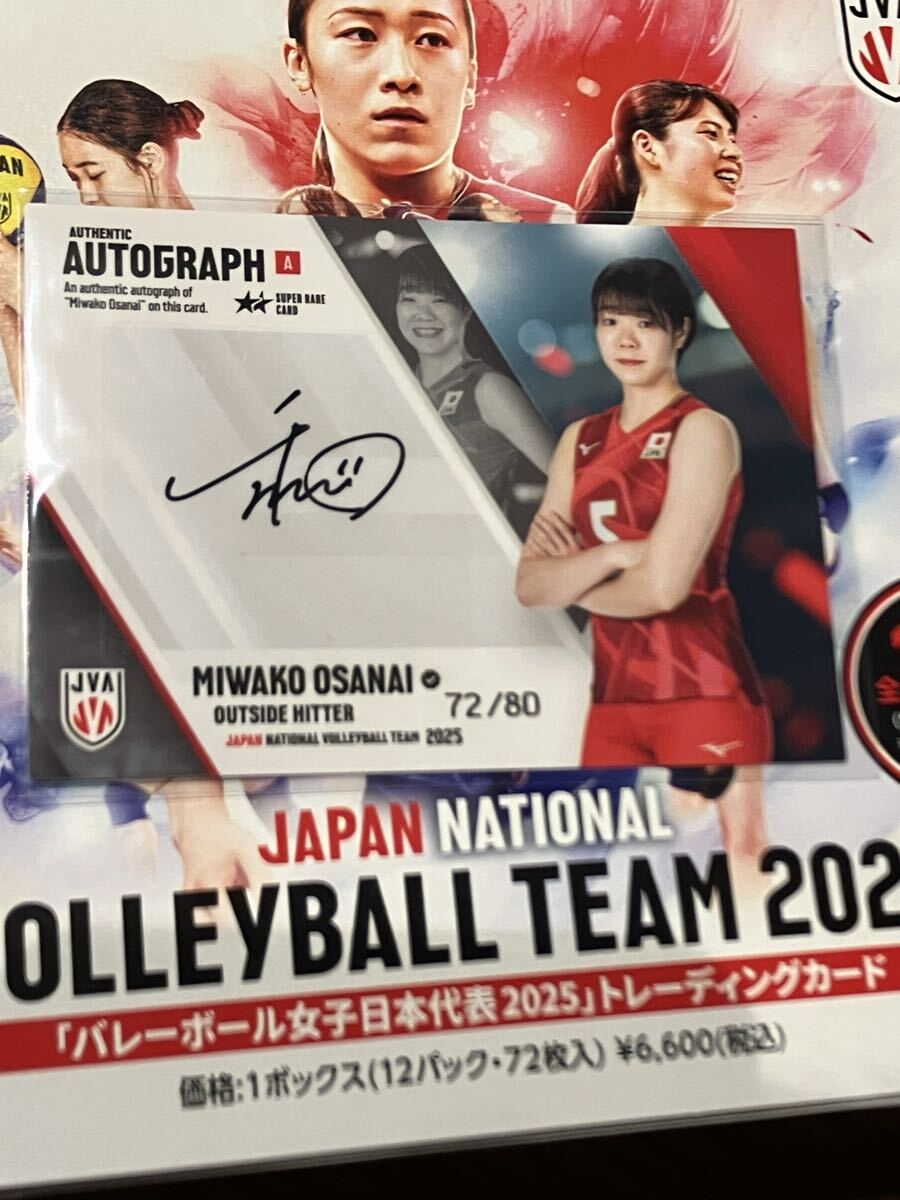 JVA
AUTHENTIC
AUTOGRAPH A
An authentic autograph of
"Miwako Osanai" on this card.
SUPER RARE
CARD
5
MIWAKO OSANAI
72/80
OUTSIDE HITTER
JAPAN NATIONAL VOLLEYBALL TEAM 2025
JVA
JAPAN NATIONAL
OLLEYBALL TEAM 202
「バレーボール女子日本代表2025」トレーディングカード
価格:1ボックス(12パック・72枚入) ¥6,600(税込)
全